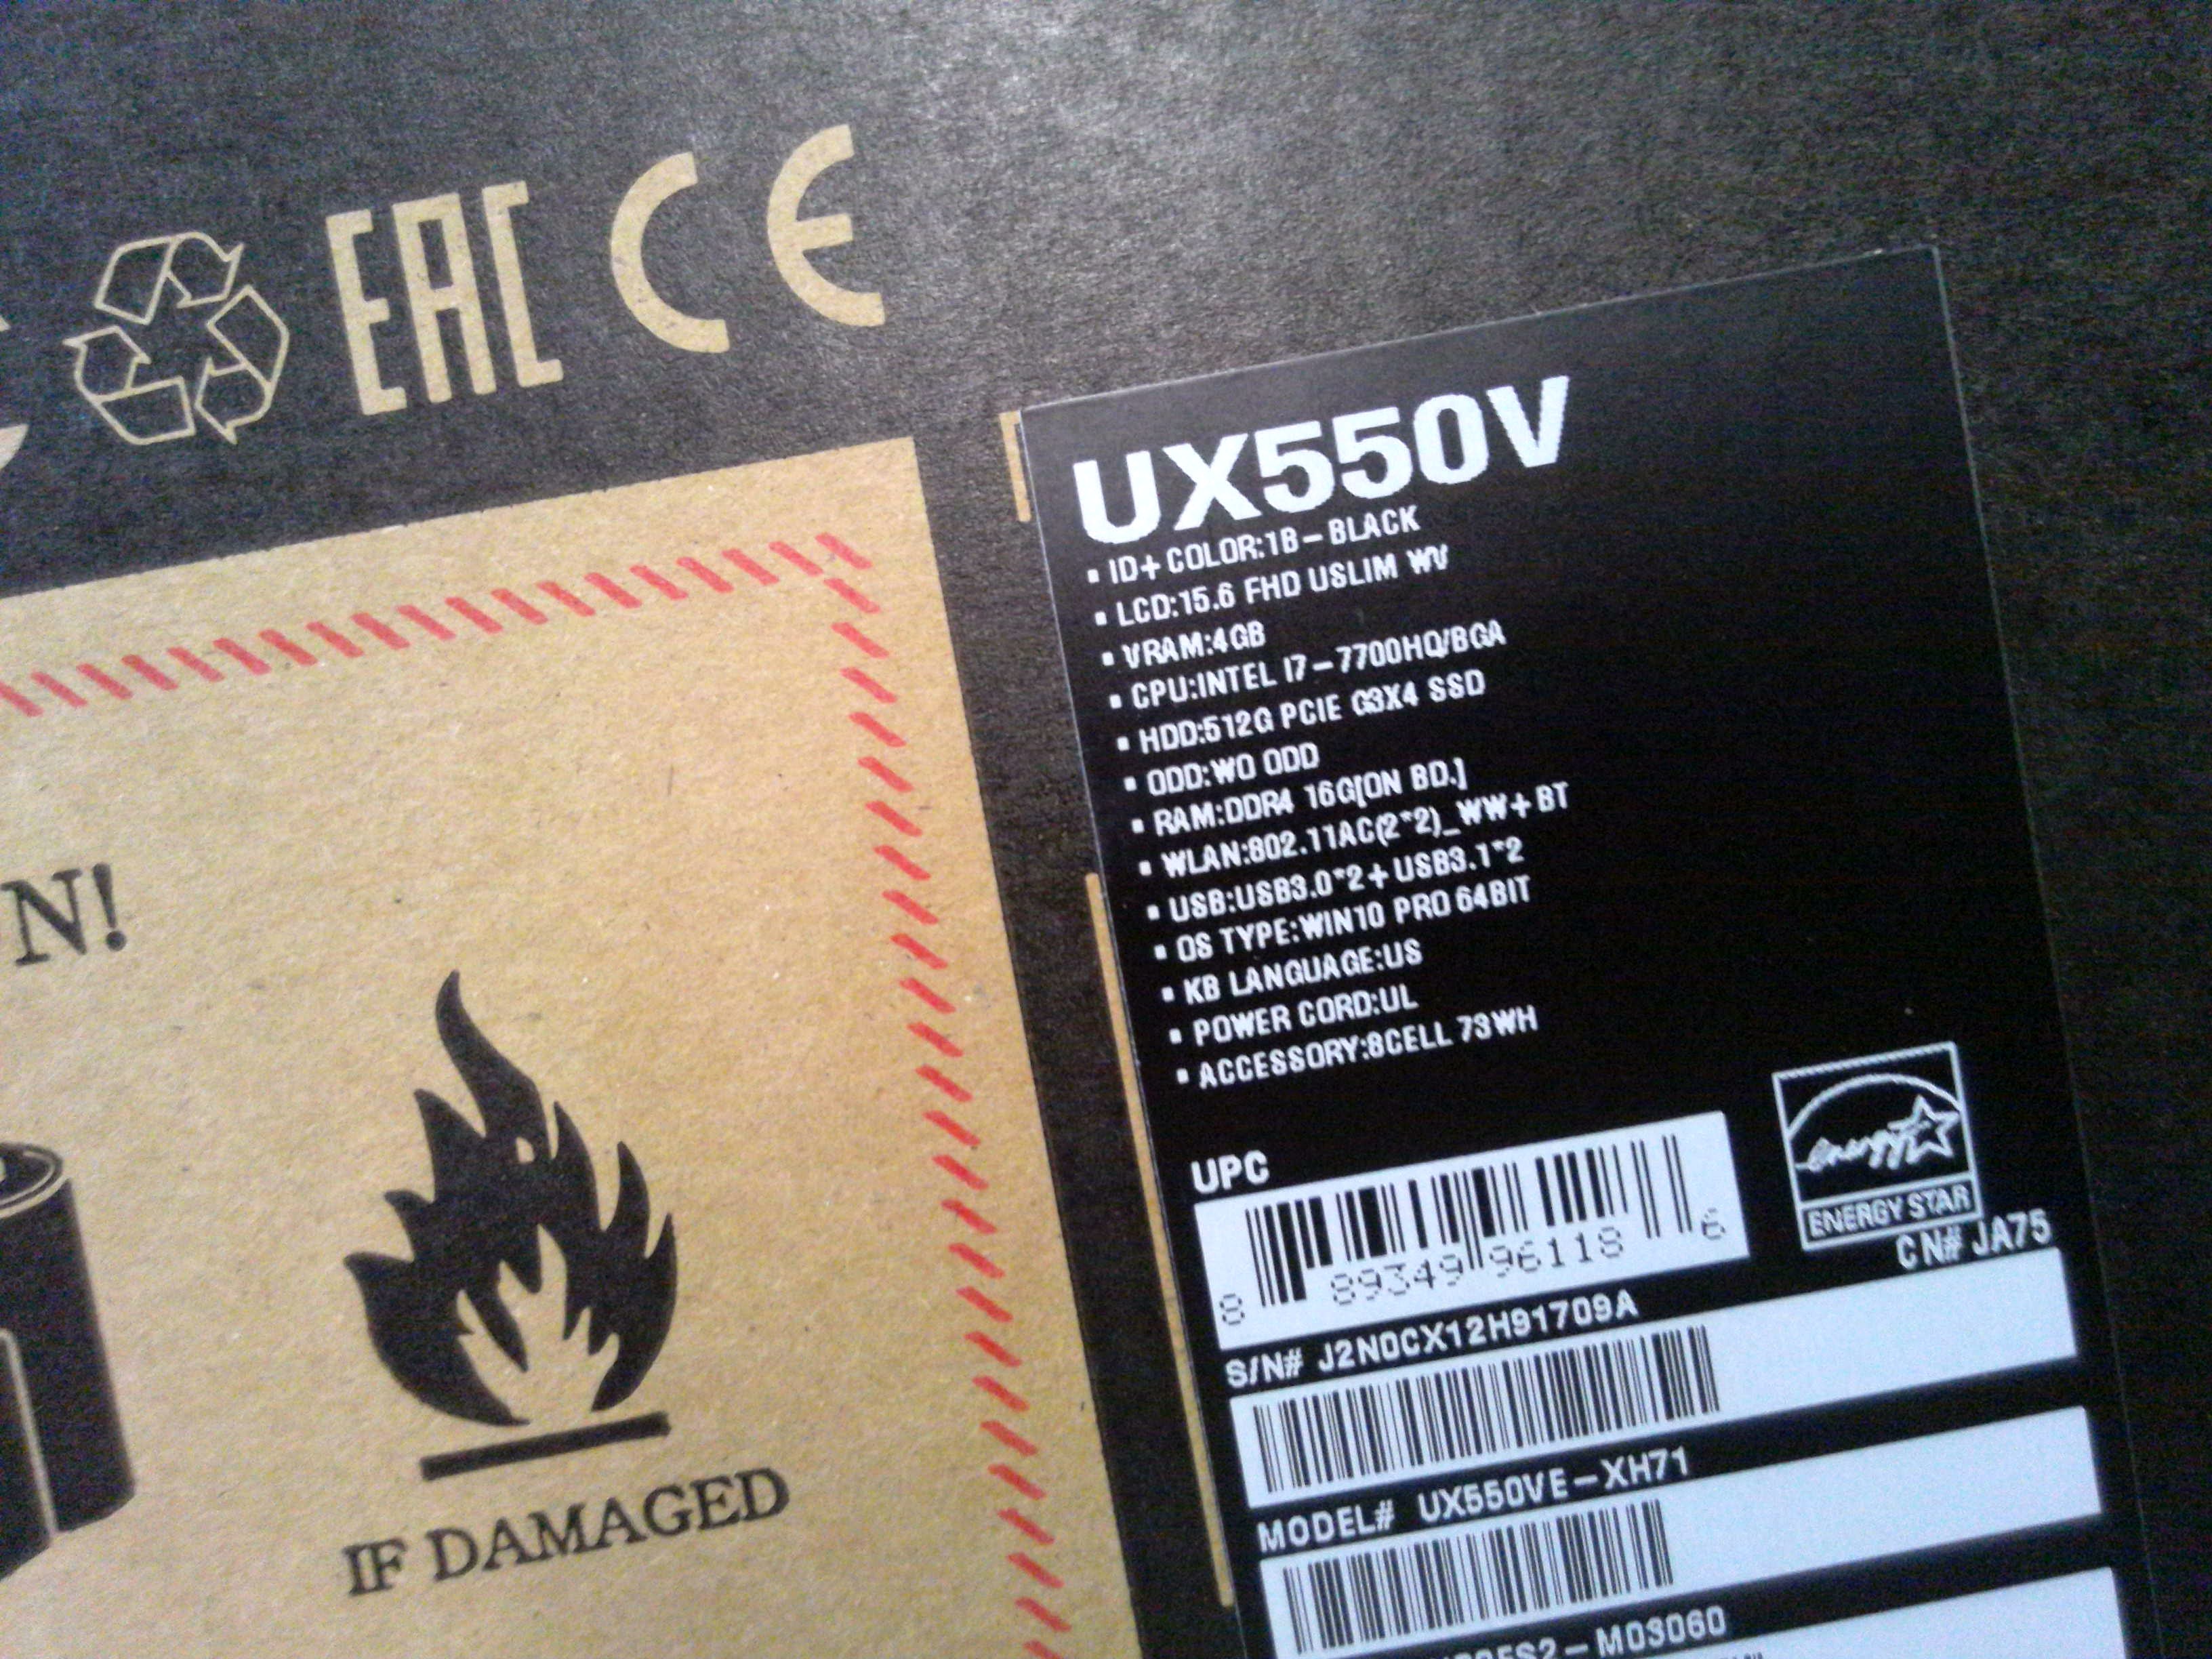 EAC CE
N!
IF DAMAGED
UX550V
▪ ID+COLOR:1B-BLACK
▪ LCD:15.6 FHD USLIM WV
▪ VRAM:4GB
▪ CPU:INTEL I7-7700HQ/BGA
▪ HDD:512G PCIE G3X4 SSD
▪ ODD:WO ODD
▪ RAM:DDR4 16G[ON BD.]
▪ WLAN:802.11AC(2*2)_WW+BT
▪ USB:USB3.0*2+USB3.1*2
▪ OS TYPE:WIN10 PRO 64BIT
▪ KB LANGUAGE:US
▪ POWER CORD:UL
▪ ACCESSORY:8CELL 73WH
UPC
8 89349 96118 6
energy
ENERGY STAR
CN# JA75
S/N# J2N0CX12H91709A
MODEL# UX550VE-XH71
M03060